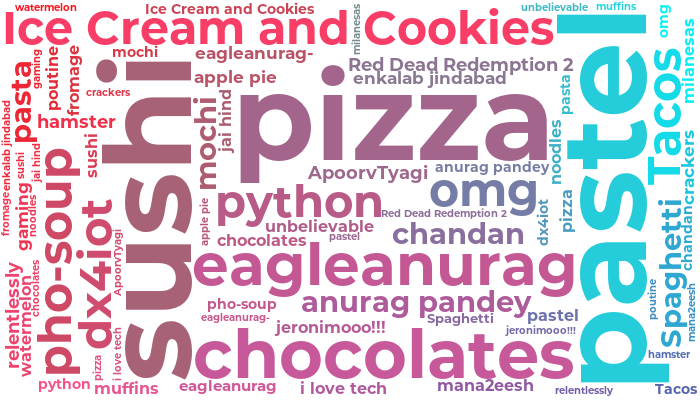 watermelon
Ice Cream and Cookies
unbelievable
muffins
omg
Ice Cream and Cookies
milanesas
pastel
milanesas
gaming
poutine
fromage
mochi
eagleanurag-
Red Dead Redemption 2
pasta
apple pie
enkalab jindabad
pasta
crackers
sushi
pizza
Tacos
hamster
mochi
jai hind
enkalab jindabad
fromage
sushi
jai hind
sushi
noodles
crackers
ApoorvTyagi
anurag pandey
pho-soup
gaming
noodles
dx4iot
python
omg
pizza
apple pie
Red Dead Redemption 2
dx4iot
Spaghetti
chandan
unbelievable
chandan
chocolates
pastel
ApoorvTyagi
eagleanurag
relentlessly
watermelon
chocolates
poutine
mana2eesh
pho-soup
anurag pandey
eagleanurag-
Spaghetti
pastel
jeronimooo!!!
jeronimooo!!!
i love tech
chocolates
hamster
pizza
python
muffins
eagleanurag
i love tech
mana2eesh
relentlessly
Tacos